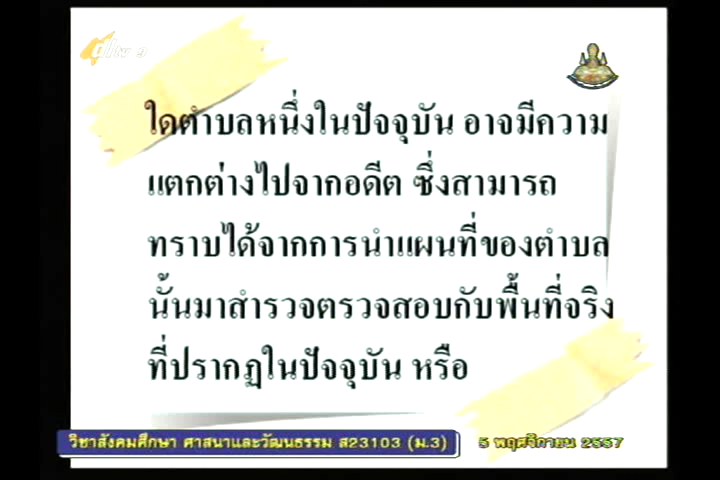 ใดตำบลหนึ่งในปัจจุบัน อาจมีความ
แตกต่างไปจากอดีต ซึ่งสามารถ
ทราบได้จากการนำแผนที่ของตำบล
นั้นมาสำรวจตรวจสอบกับพื้นที่จริง
ที่ปรากฏในปัจจุบัน หรือ
วิชาสังคมศึกษา ศาสนาและวัฒนธรรม ส23103 (ม.3) 5 พฤศจิกายน 2557